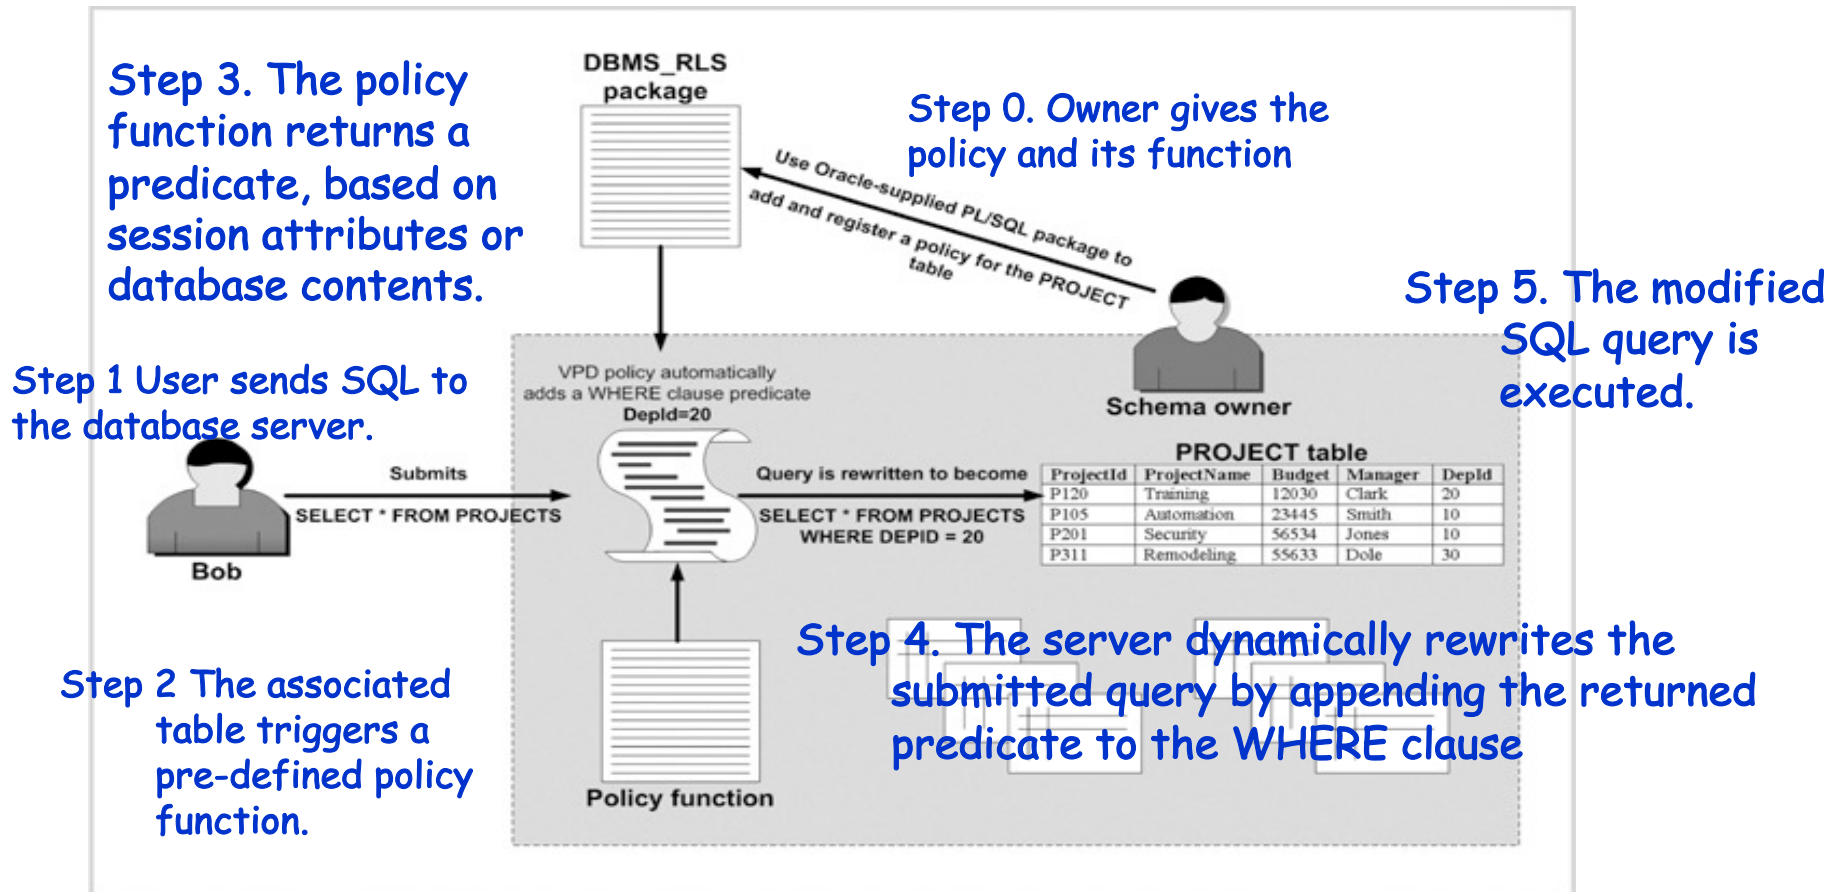 Step 3. The policy
function returns a
predicate, based on
session attributes or
database contents.
DBMS_RLS
package
Step 0. Owner gives the
policy and its function
Use Oracle-supplied PL/SQL package to
add and register a policy for the PROJECT
table
Step 5. The modified
SQL query is
executed.
Step 1 User sends SQL to
the database server.
VPD policy automatically
adds a WHERE clause predicate
DepId=20
Schema owner
Submits
SELECT * FROM PROJECTS
Bob
Query is rewritten to become
SELECT * FROM PROJECTS
WHERE DEPID = 20
PROJECT table
ProjectId ProjectName Budget Manager DepId
P120 Training 12030 Clark 20
P105 Automation 23445 Smith 10
P201 Security 56534 Jones 10
P311 Remodeling 55633 Dole 30
Step 2 The associated
table triggers a
pre-defined policy
function.
Policy function
Step 4. The server dynamically rewrites the
submitted query by appending the returned
predicate to the WHERE clause